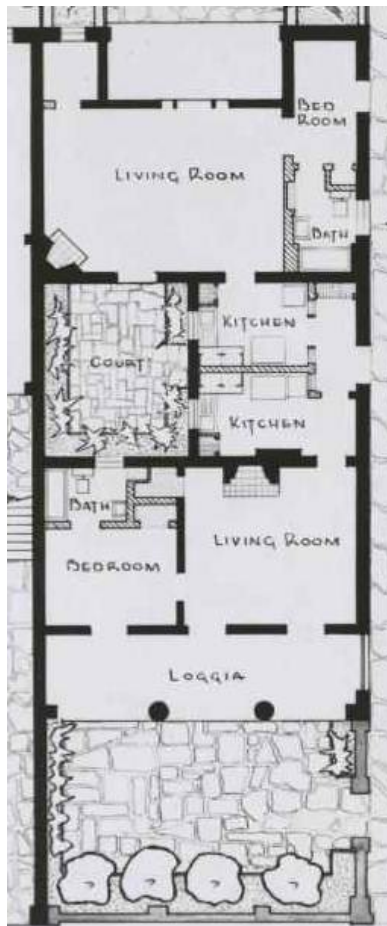 BED
ROOM
LIVING ROOM
BATH
KITCHEN
COURT
KITCHEN
BATH
LIVING ROOM
BEDROOM
LOGGIA